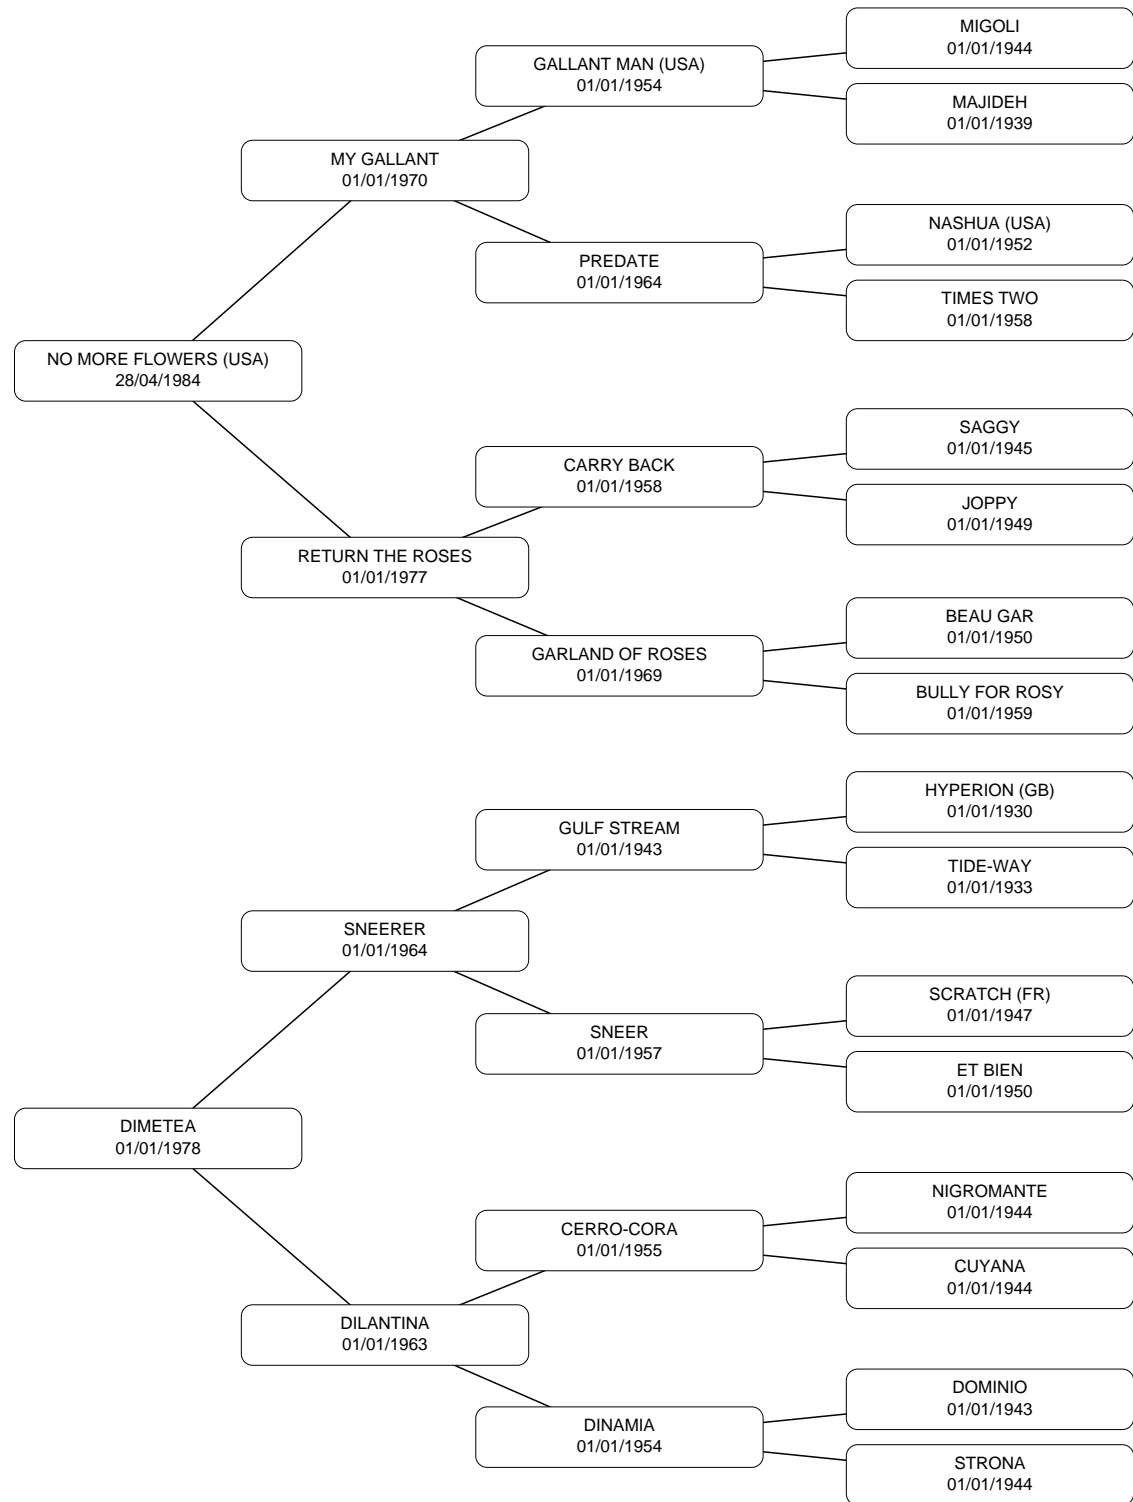 MIGOLI
01/01/1944
GALLANT MAN (USA)
01/01/1954
MAJIDEH
01/01/1939
MY GALLANT
01/01/1970
NASHUA (USA)
01/01/1952
PREDATE
01/01/1964
TIMES TWO
01/01/1958
NO MORE FLOWERS (USA)
28/04/1984
SAGGY
01/01/1945
CARRY BACK
01/01/1958
JOPPY
01/01/1949
RETURN THE ROSES
01/01/1977
BEAU GAR
01/01/1950
GARLAND OF ROSES
01/01/1969
BULLY FOR ROSY
01/01/1959
HYPERION (GB)
01/01/1930
GULF STREAM
01/01/1943
TIDE-WAY
01/01/1933
SNEERER
01/01/1964
SCRATCH (FR)
01/01/1947
SNEER
01/01/1957
ET BIEN
01/01/1950
DIMETEA
01/01/1978
NIGROMANTE
01/01/1944
CERRO-CORA
01/01/1955
CUYANA
01/01/1944
DILANTINA
01/01/1963
DOMINIO
01/01/1943
DINAMIA
01/01/1954
STRONA
01/01/1944